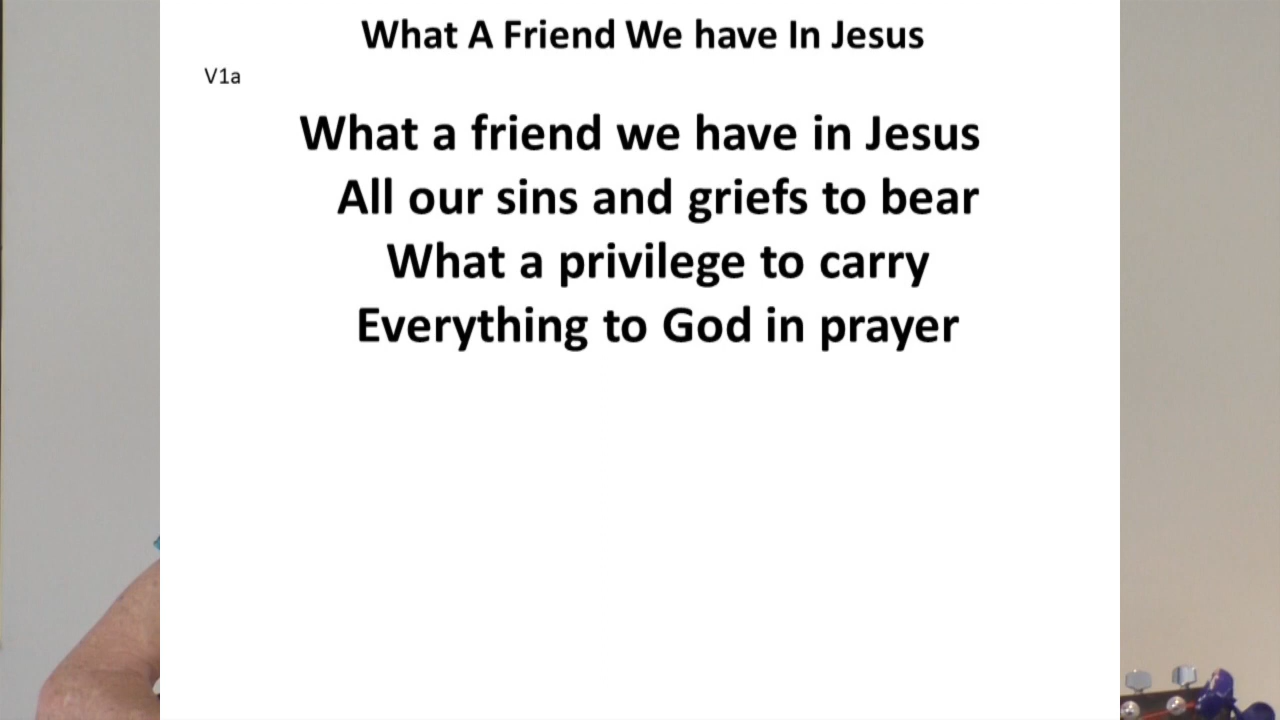 What A Friend We have In Jesus
V1a
What a friend we have in Jesus
All our sins and griefs to bear
What a privilege to carry
Everything to God in prayer